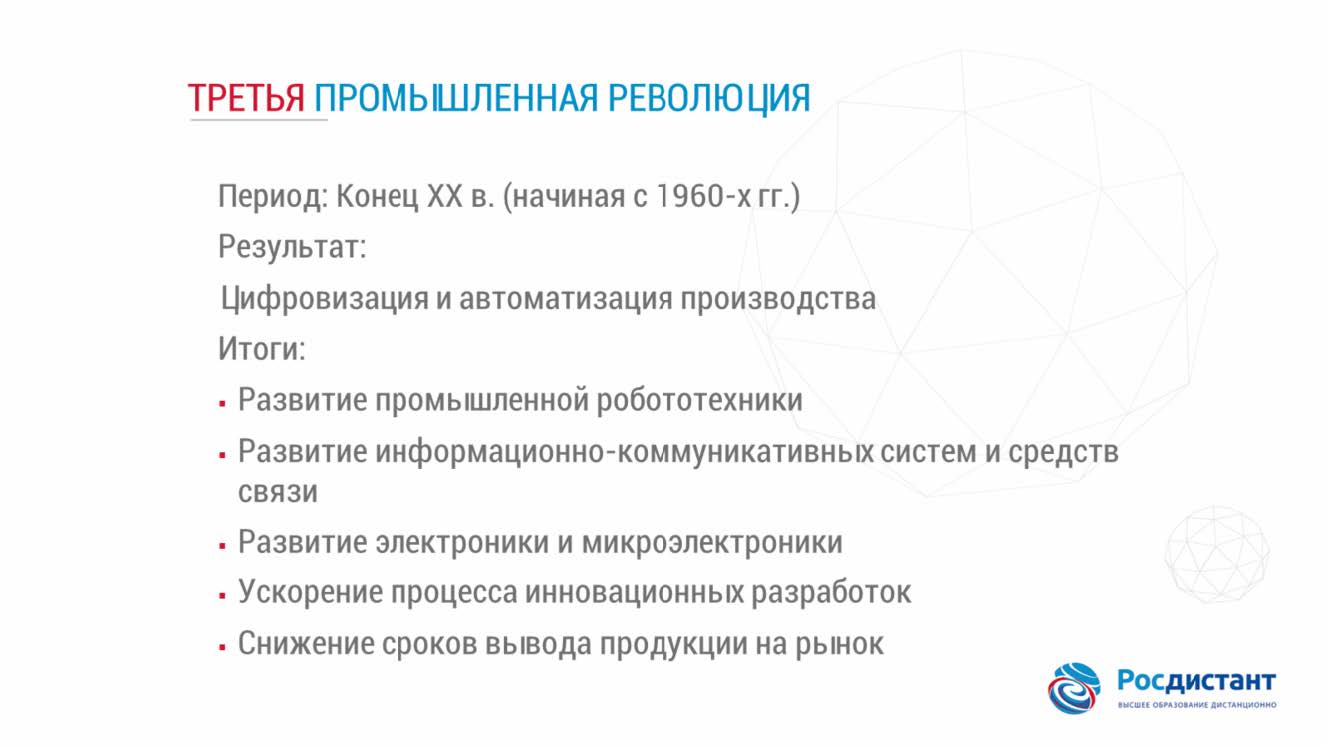 ТРЕТЬЯ ПРОМЫШЛЕННАЯ РЕВОЛЮЦИЯ
Период: Конец XX в. (начиная с 1960-х гг.)
Результат:
Цифровизация и автоматизация производства
Итоги:
▪ Развитие промышленной робототехники
▪ Развитие информационно-коммуникативных систем и средств
связи
▪ Развитие электроники и микроэлектроники
▪ Ускорение процесса инновационных разработок
▪ Снижение сроков вывода продукции на рынок
Росдистант
ВЫСШЕЕ ОБРАЗОВАНИЕ ДИСТАНЦИОННО